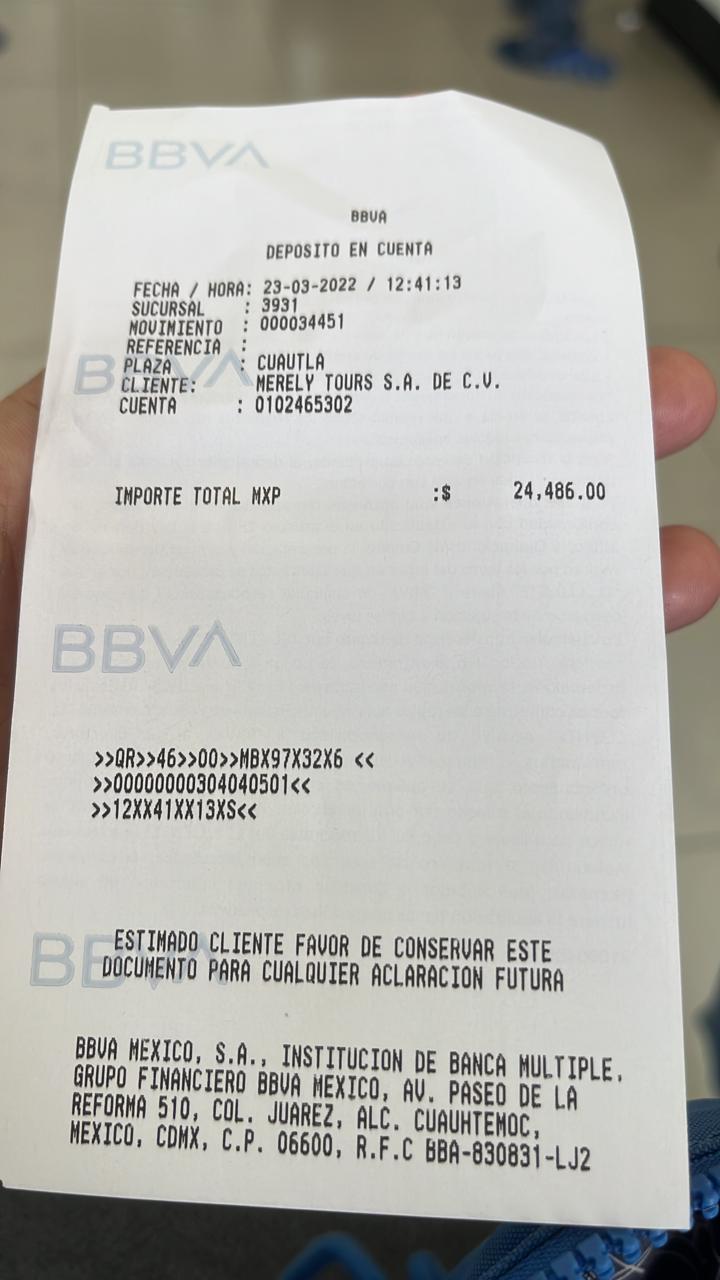 BBVA
BBVA
DEPOSITO EN CUENTA
FECHA / HORA: 23-03-2022 / 12:41:13
SUCURSAL : 3931
MOVIMIENTO : 000034451
REFERENCIA :
PLAZA : CUAUTLA
BBVA
CLIENTE: MERELY TOURS S.A. DE C.V.
CUENTA : 0102465302
IMPORTE TOTAL MXP :$ 24,486.00
BBVA
>>QR>>46>>00>>MBX97X32X6 <<
>>00000000304040501<<
>>12XX41XX13XS<<
BBVA
ESTIMADO CLIENTE FAVOR DE CONSERVAR ESTE
DOCUMENTO PARA CUALQUIER ACLARACION FUTURA
BBVA MEXICO, S.A., INSTITUCION DE BANCA MULTIPLE,
GRUPO FINANCIERO BBVA MEXICO, AV. PASEO DE LA
REFORMA 510, COL. JUAREZ, ALC. CUAUHTEMOC,
MEXICO, CDMX, C.P. 06600, R.F.C BBA-830831-LJ2